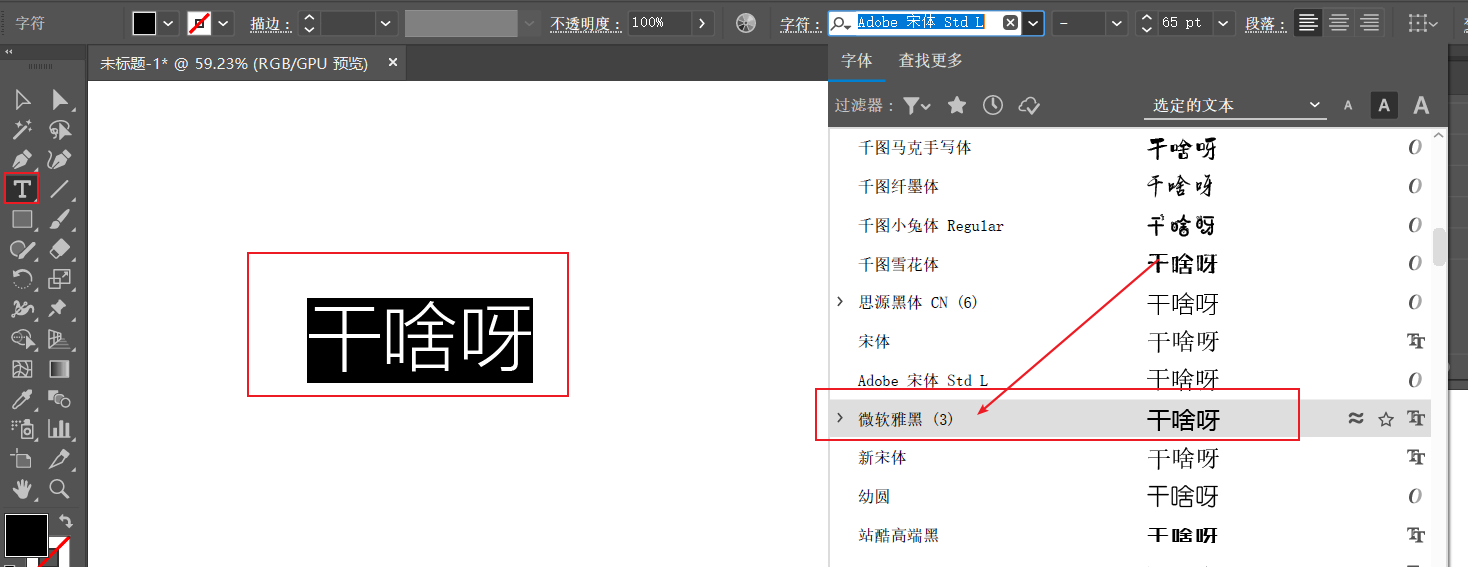 字符
描边：
不透明度： 100%
字符： Adobe 宋体 Std L
–
65 pt
段落：
未标题-1* @ 59.23% (RGB/GPU 预览) ×
字体 查找更多
过滤器： 选定的文本 A A A
千图马克手写体 干啥呀 O
千图纤墨体 干啥呀 O
千图小兔体 Regular 干啥呀 O
千图雪花体 干啥呀 O
思源黑体 CN (6) 干啥呀 O
宋体 干啥呀 TT
Adobe 宋体 Std L 干啥呀 O
微软雅黑 (3) 干啥呀 TT
新宋体 干啥呀 TT
幼圆 干啥呀 O
站酷高端黑 干啥呀 TT
T
干啥呀